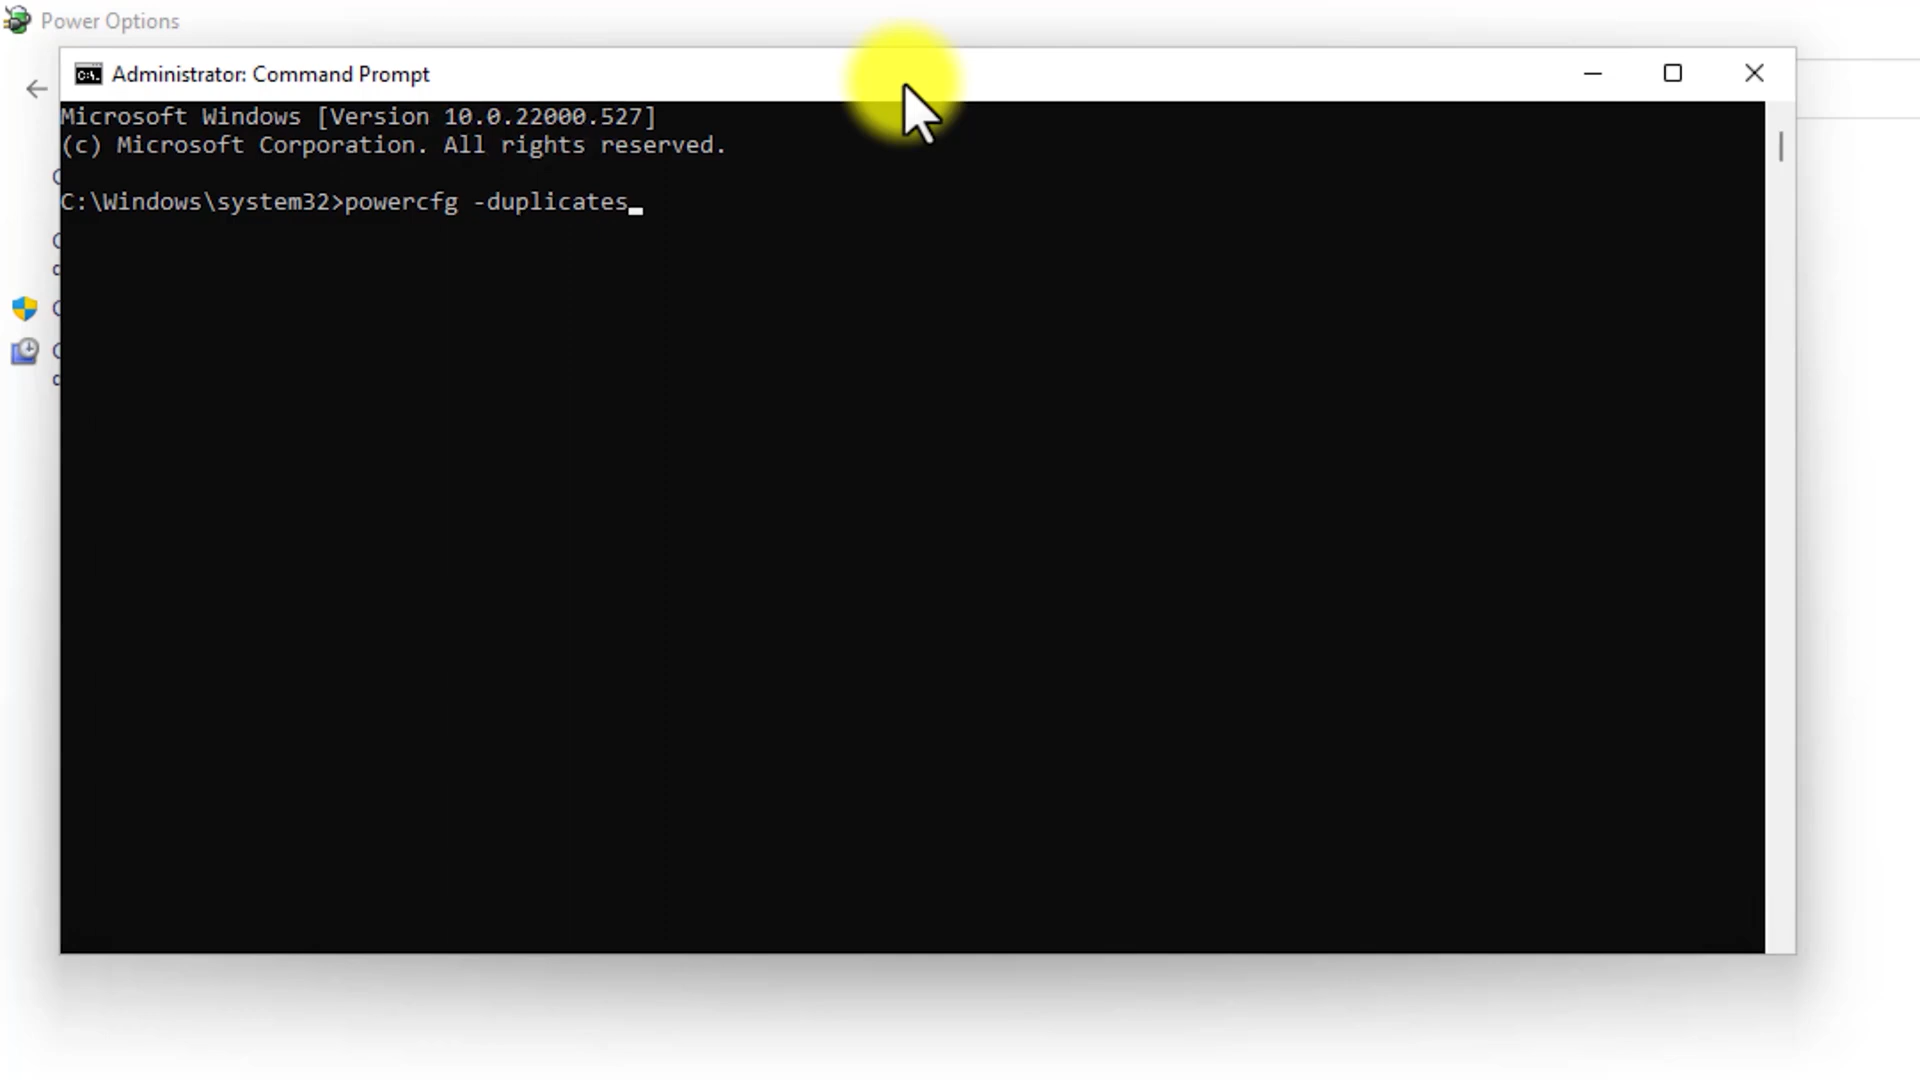 Power Options
Administrator: Command Prompt
Microsoft Windows [Version 10.0.22000.527]
(c) Microsoft Corporation. All rights reserved.
C:\Windows\system32>powercfg -duplicates